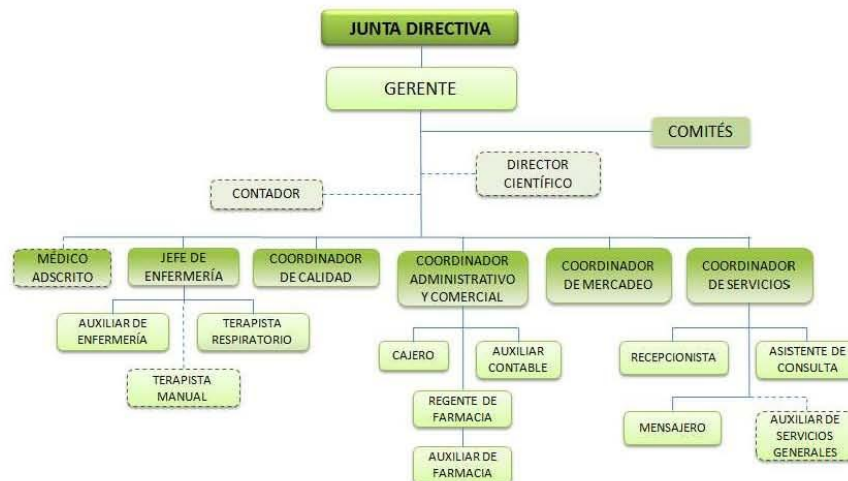 JUNTA DIRECTIVA
GERENTE
COMITÉS
DIRECTOR
CIENTÍFICO
CONTADOR
MÉDICO
ADSCRITO
JEFE DE
ENFERMERÍA
COORDINADOR
DE CALIDAD
COORDINADOR
ADMINISTRATIVO
Y COMERCIAL
COORDINADOR
DE MERCADEO
COORDINADOR
DE SERVICIOS
AUXILIAR DE
ENFERMERÍA
TERAPISTA
RESPIRATORIO
TERAPISTA
MANUAL
CAJERO
AUXILIAR
CONTABLE
REGENTE DE
FARMACIA
AUXILIAR DE
FARMACIA
RECEPCIONISTA
ASISTENTE DE
CONSULTA
MENSAJERO
AUXILIAR DE
SERVICIOS
GENERALES